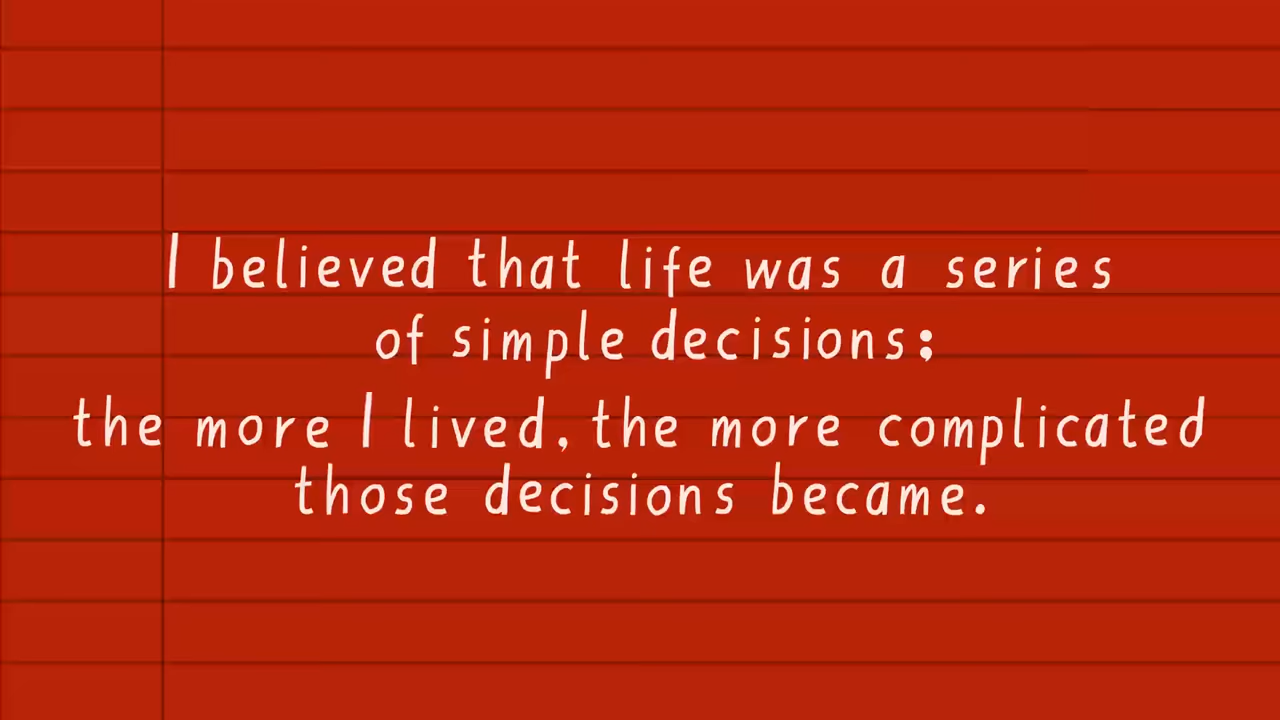 I believed that life was a series
of simple decisions;
the more I lived, the more complicated
those decisions became.